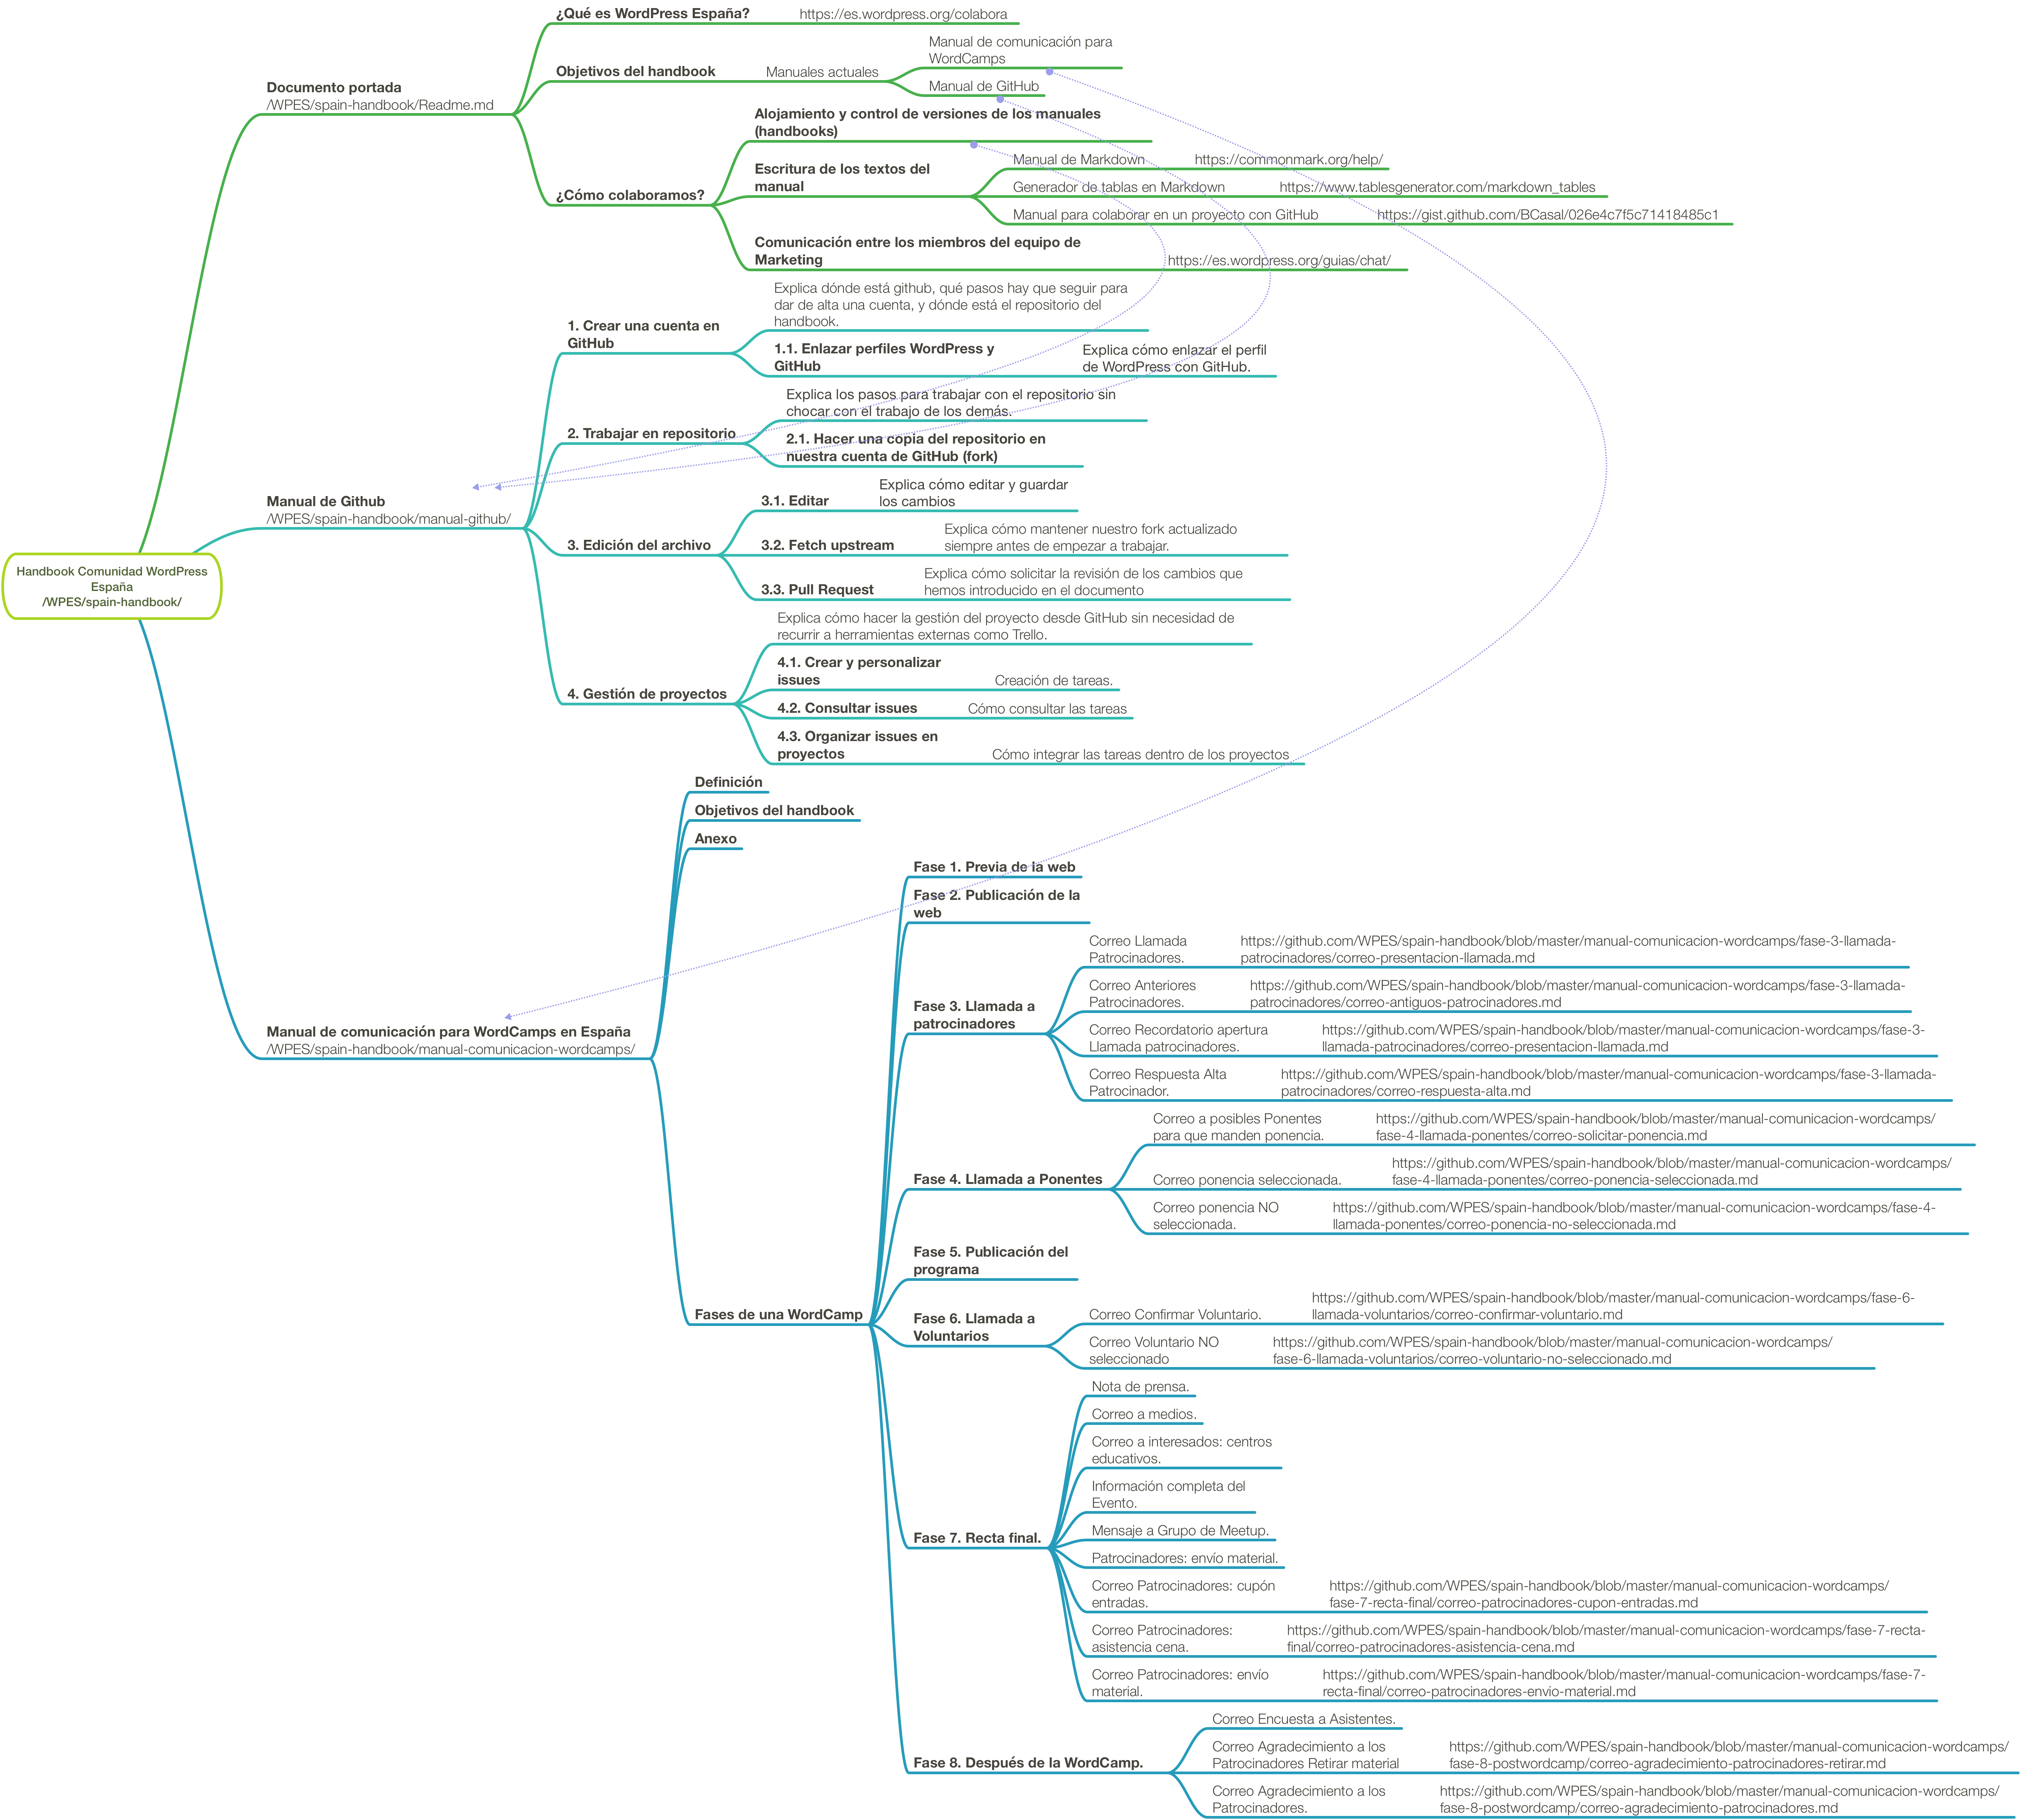 ¿Qué es WordPress España?
https://es.wordpress.org/colabora
Manual de comunicación para
WordCamps
Objetivos del handbook
Manuales actuales
Manual de GitHub
Documento portada
/WPES/spain-handbook/Readme.md
Alojamiento y control de versiones de los manuales
(handbooks)
¿Cómo colaboramos?
Escritura de los textos del
manual
Manual de Markdown
https://commonmark.org/help/
Generador de tablas en Markdown
https://www.tablesgenerator.com/markdown_tables
Manual para colaborar en un proyecto con GitHub
https://gist.github.com/BCasal/026e4c7f5c71418485c1
Comunicación entre los miembros del equipo de
Marketing
https://es.wordpress.org/guias/chat/
Explica dónde está github, qué pasos hay que seguir para
dar de alta una cuenta, y dónde está el repositorio del
handbook.
1. Crear una cuenta en
GitHub
1.1. Enlazar perfiles WordPress y
GitHub
Explica cómo enlazar el perfil
de WordPress con GitHub.
Explica los pasos para trabajar con el repositorio sin
chocar con el trabajo de los demás.
2. Trabajar en repositorio
2.1. Hacer una copia del repositorio en
nuestra cuenta de GitHub (fork)
Manual de Github
/WPES/spain-handbook/manual-github/
3.1. Editar
Explica cómo editar y guardar
los cambios
3. Edición del archivo
3.2. Fetch upstream
Explica cómo mantener nuestro fork actualizado
siempre antes de empezar a trabajar.
3.3. Pull Request
Explica cómo solicitar la revisión de los cambios que
hemos introducido en el documento
Handbook Comunidad WordPress
España
/WPES/spain-handbook/
Explica cómo hacer la gestión del proyecto desde GitHub sin necesidad de
recurrir a herramientas externas como Trello.
4. Gestión de proyectos
4.1. Crear y personalizar
issues
Creación de tareas.
4.2. Consultar issues
Cómo consultar las tareas
4.3. Organizar issues en
proyectos
Cómo integrar las tareas dentro de los proyectos
Definición
Objetivos del handbook
Anexo
Manual de comunicación para WordCamps en España
/WPES/spain-handbook/manual-comunicacion-wordcamps/
Fases de una WordCamp
Fase 1. Previa de la web
Fase 2. Publicación de la
web
Fase 3. Llamada a
patrocinadores
Correo Llamada
Patrocinadores.
https://github.com/WPES/spain-handbook/blob/master/manual-comunicacion-wordcamps/fase-3-llamada-
patrocinadores/correo-presentacion-llamada.md
Correo Anteriores
Patrocinadores.
https://github.com/WPES/spain-handbook/blob/master/manual-comunicacion-wordcamps/fase-3-llamada-
patrocinadores/correo-antiguos-patrocinadores.md
Correo Recordatorio apertura
Llamada patrocinadores.
https://github.com/WPES/spain-handbook/blob/master/manual-comunicacion-wordcamps/fase-3-
llamada-patrocinadores/correo-presentacion-llamada.md
Correo Respuesta Alta
Patrocinador.
https://github.com/WPES/spain-handbook/blob/master/manual-comunicacion-wordcamps/fase-3-llamada-
patrocinadores/correo-respuesta-alta.md
Fase 4. Llamada a Ponentes
Correo a posibles Ponentes
para que manden ponencia.
https://github.com/WPES/spain-handbook/blob/master/manual-comunicacion-wordcamps/
fase-4-llamada-ponentes/correo-solicitar-ponencia.md
Correo ponencia seleccionada.
https://github.com/WPES/spain-handbook/blob/master/manual-comunicacion-wordcamps/
fase-4-llamada-ponentes/correo-ponencia-seleccionada.md
Correo ponencia NO
seleccionada.
https://github.com/WPES/spain-handbook/blob/master/manual-comunicacion-wordcamps/fase-4-
llamada-ponentes/correo-ponencia-no-seleccionada.md
Fase 5. Publicación del
programa
Fase 6. Llamada a
Voluntarios
Correo Confirmar Voluntario.
https://github.com/WPES/spain-handbook/blob/master/manual-comunicacion-wordcamps/fase-6-
llamada-voluntarios/correo-confirmar-voluntario.md
Correo Voluntario NO
seleccionado
https://github.com/WPES/spain-handbook/blob/master/manual-comunicacion-wordcamps/
fase-6-llamada-voluntarios/correo-voluntario-no-seleccionado.md
Fase 7. Recta final.
Nota de prensa.
Correo a medios.
Correo a interesados: centros
educativos.
Información completa del
Evento.
Mensaje a Grupo de Meetup.
Patrocinadores: envío material.
Correo Patrocinadores: cupón
entradas.
https://github.com/WPES/spain-handbook/blob/master/manual-comunicacion-wordcamps/
fase-7-recta-final/correo-patrocinadores-cupon-entradas.md
Correo Patrocinadores:
asistencia cena.
https://github.com/WPES/spain-handbook/blob/master/manual-comunicacion-wordcamps/fase-7-recta-
final/correo-patrocinadores-asistencia-cena.md
Correo Patrocinadores: envío
material.
https://github.com/WPES/spain-handbook/blob/master/manual-comunicacion-wordcamps/fase-7-
recta-final/correo-patrocinadores-envio-material.md
Fase 8. Después de la WordCamp.
Correo Encuesta a Asistentes.
Correo Agradecimiento a los
Patrocinadores Retirar material
https://github.com/WPES/spain-handbook/blob/master/manual-comunicacion-wordcamps/
fase-8-postwordcamp/correo-agradecimiento-patrocinadores-retirar.md
Correo Agradecimiento a los
Patrocinadores.
https://github.com/WPES/spain-handbook/blob/master/manual-comunicacion-wordcamps/
fase-8-postwordcamp/correo-agradecimiento-patrocinadores.md